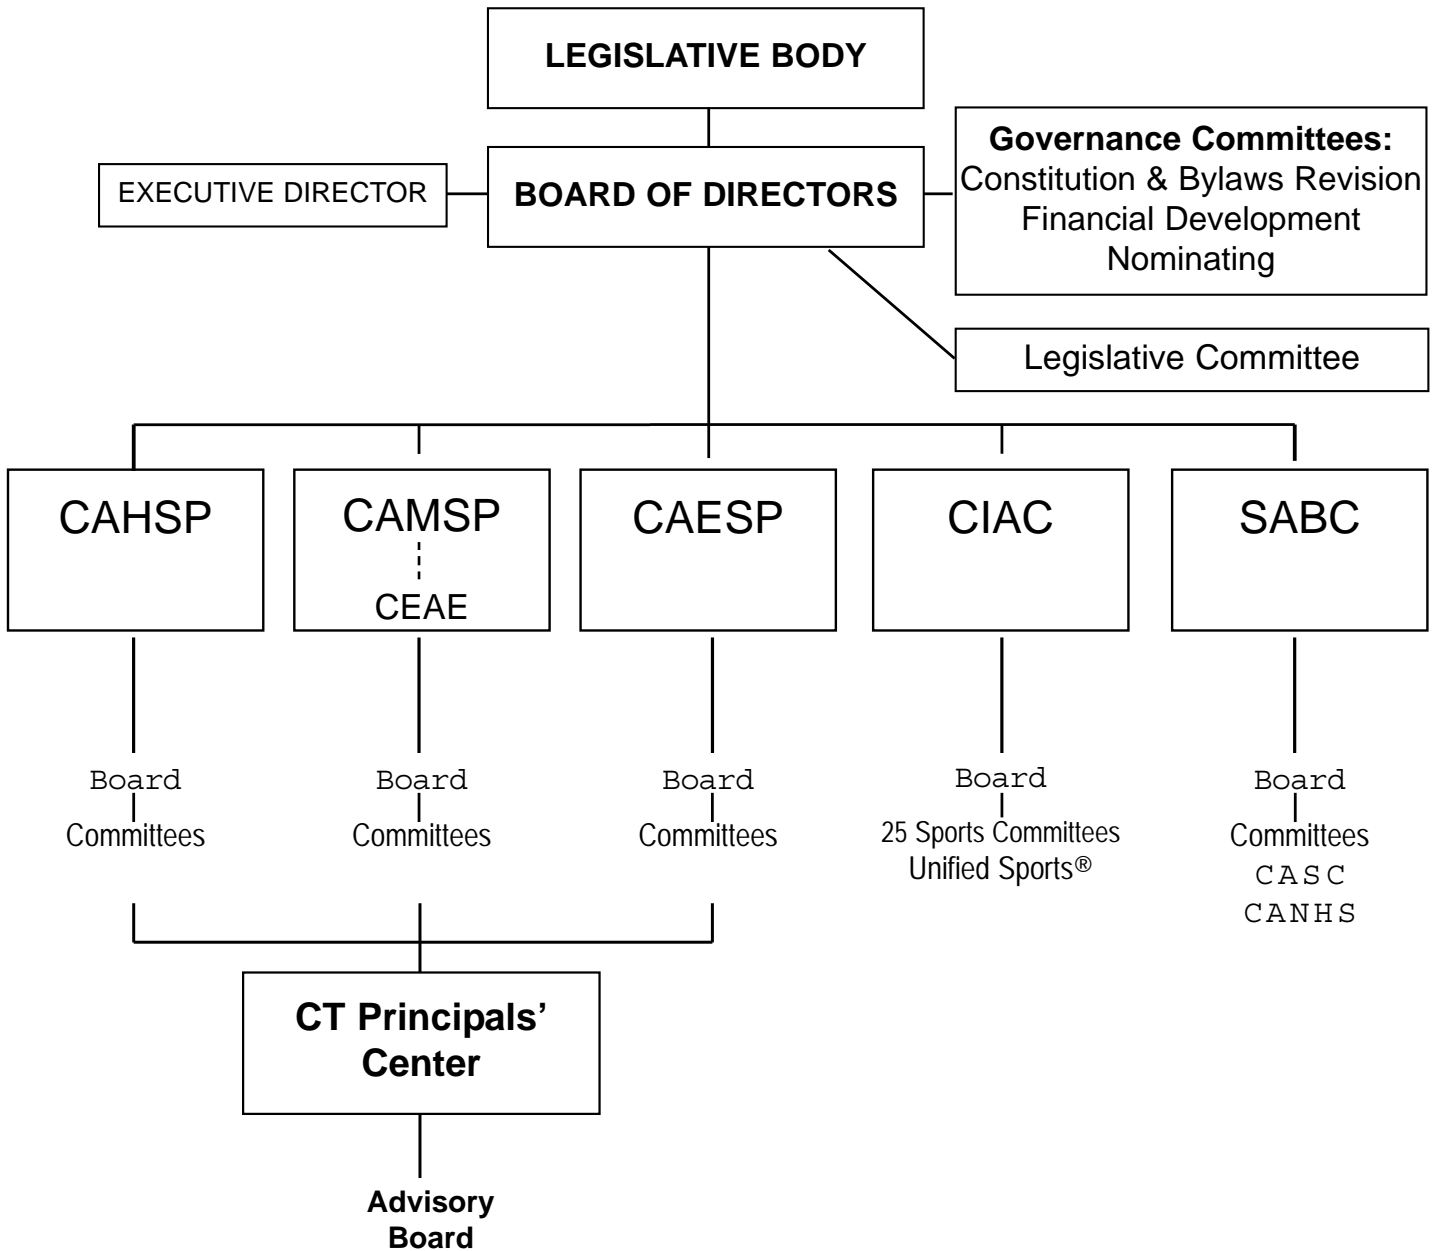 LEGISLATIVE BODY
EXECUTIVE DIRECTOR
BOARD OF DIRECTORS
Governance Committees:
Constitution & Bylaws Revision
Financial Development
Nominating
Legislative Committee
CAHSP
CAMSP
CEAE
CAESP
CIAC
SABC
Board
Committees
Board
Committees
Board
Committees
Board
25 Sports Committees
Unified Sports®
Board
Committees
CASC
CANHS
CT Principals’
Center
Advisory
Board